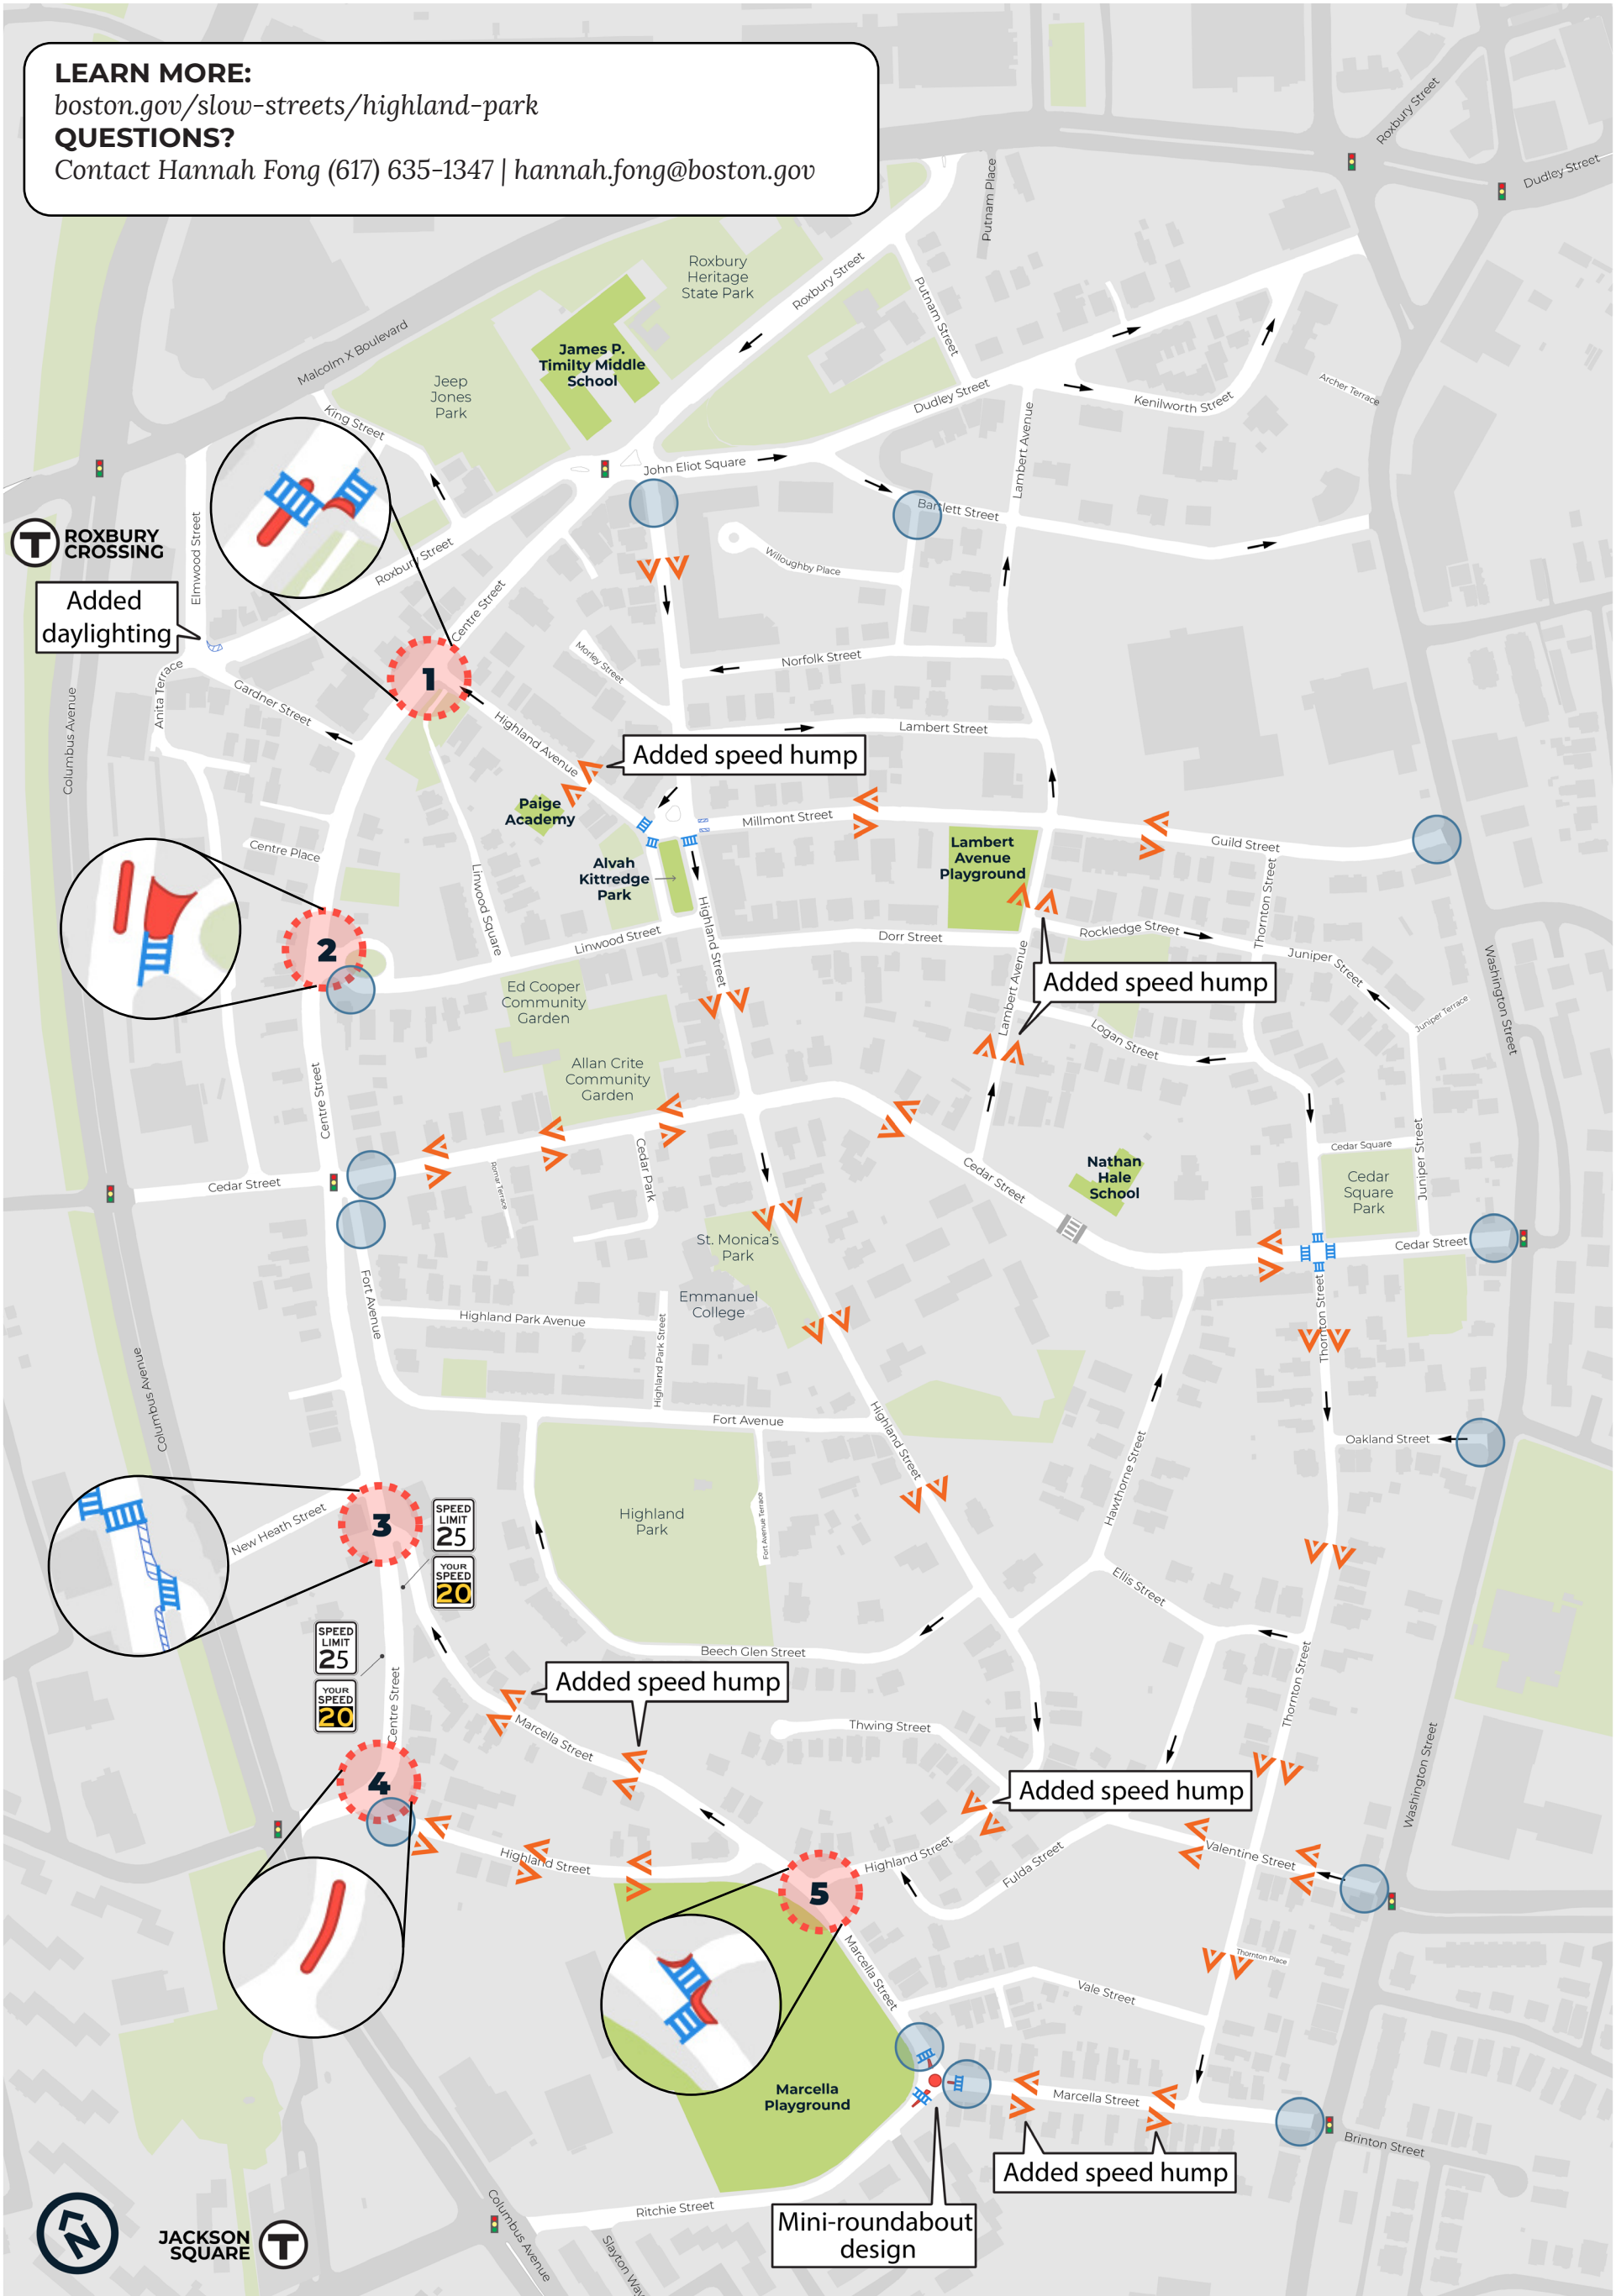 LEARN MORE:
boston.gov/slow-streets/highland-park
QUESTIONS?
Contact Hannah Fong (617) 635-1347 | hannah.fong@boston.gov
Roxbury Street
Dudley Street
Putnam Place
Roxbury
Heritage
State Park
Roxbury Street
Putnam Street
Malcolm X Boulevard
James P.
Timilty Middle
School
Jeep
Jones
Park
King Street
Dudley Street
Kenilworth Street
Archer Terrace
Lambert Avenue
John Eliot Square
Bartlett Street
T ROXBURY
CROSSING
Elmwood Street
Roxbury Street
Willoughby Place
Added
daylighting
Centre Street
Morley Street
Norfolk Street
Anita Terrace
Gardner Street
Columbus Avenue
1
Highland Avenue
Lambert Street
Added speed hump
Paige
Academy
Millmont Street
Guild Street
Centre Place
Alvah
Kittredge
Park
Lambert
Avenue
Playground
Thornton Street
Linwood Square
Highland Street
Linwood Street
Dorr Street
Rockledge Street
Juniper Street
Juniper Terrace
Washington Street
2
Ed Cooper
Community
Garden
Lambert Avenue
Added speed hump
Logan Street
Allan Crite
Community
Garden
Centre Street
Cedar Street
Romar Terrace
Cedar Park
Cedar Street
Nathan
Hale
School
Cedar Square
Cedar
Square
Park
Juniper Street
Cedar Street
St. Monica's
Park
Emmanuel
College
Fort Avenue
Highland Park Avenue
Highland Park Street
Thornton Street
Columbus Avenue
Fort Avenue
Highland Street
Oakland Street
Hawthorne Street
Highland
Park
Fort Avenue Terrace
New Heath Street
3
SPEED
LIMIT
25
YOUR
SPEED
20
Ellis Street
SPEED
LIMIT
25
YOUR
SPEED
20
Centre Street
Beech Glen Street
Added speed hump
Marcella Street
Thwing Street
Thornton Street
Washington Street
4
Added speed hump
Highland Street
Highland Street
Fulda Street
Valentine Street
5
Marcella Street
Thornton Place
Vale Street
Marcella
Playground
Marcella Street
Brinton Street
Added speed hump
Ritchie Street
Mini-roundabout
design
Columbus Avenue
Slayton Way
N
JACKSON
SQUARE T